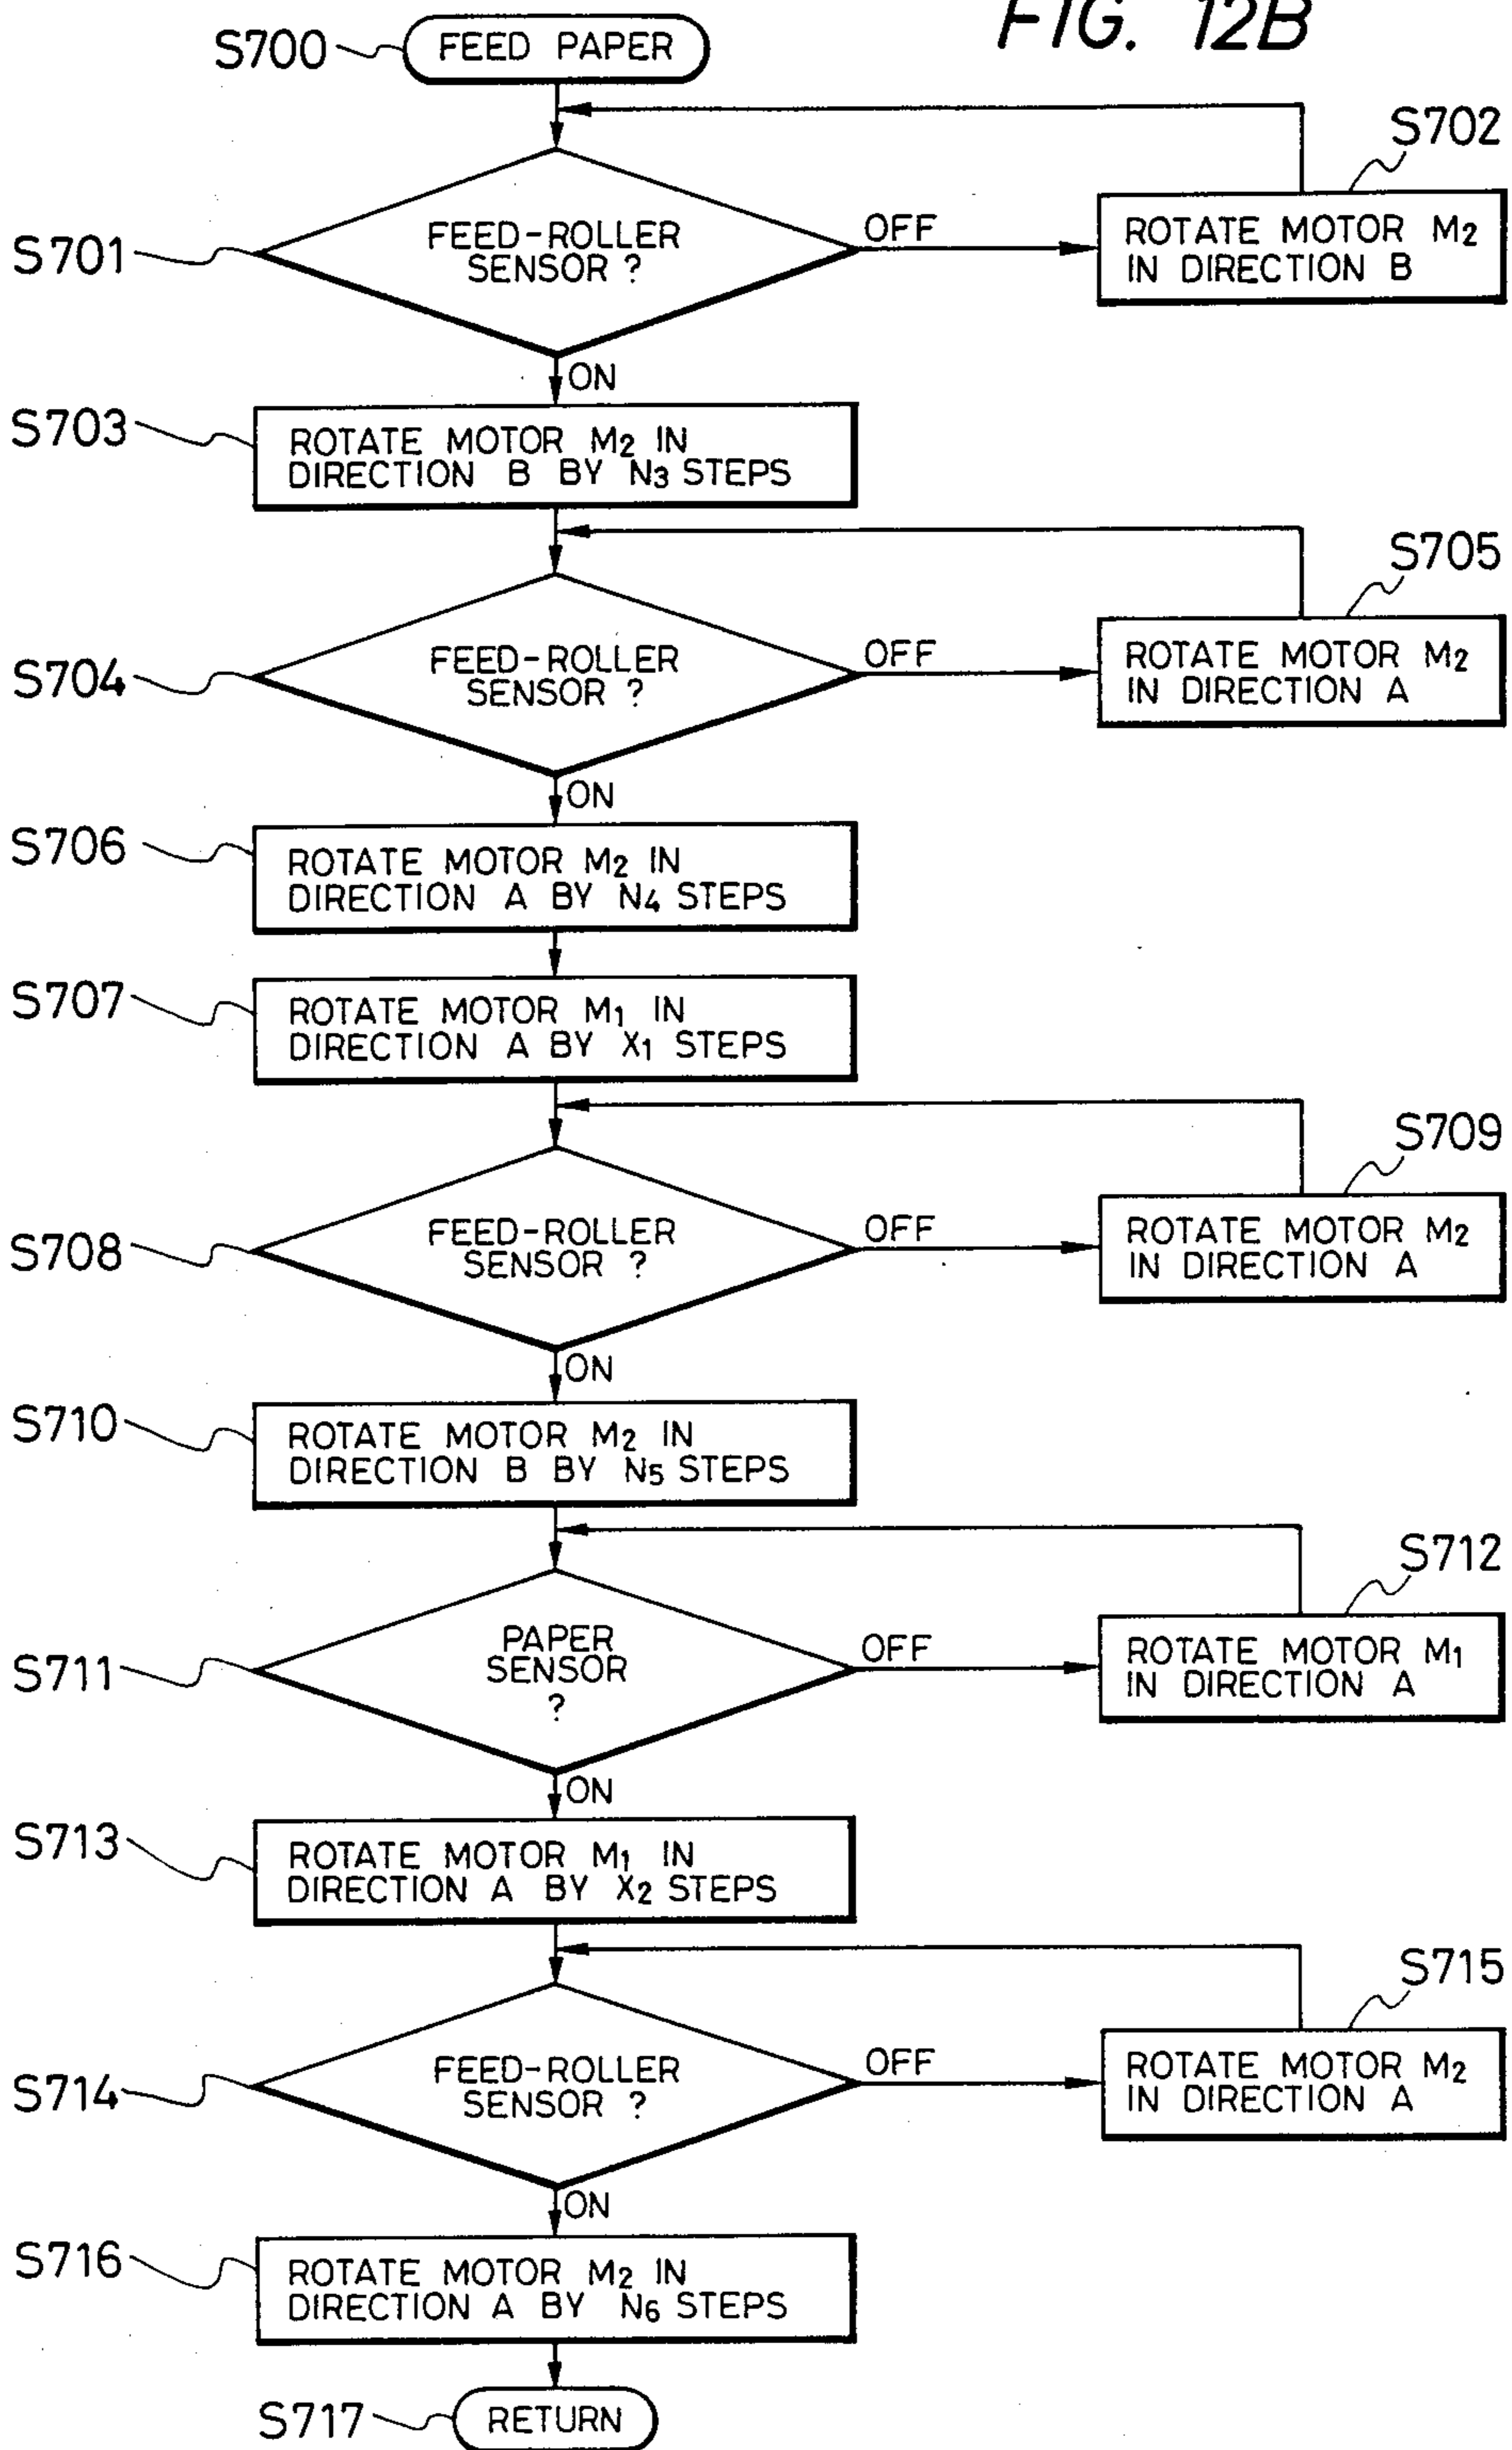 FIG. 12B
S700
FEED PAPER
S702
S701
FEED-ROLLER
SENSOR ?
OFF
ROTATE MOTOR M2
IN DIRECTION B
ON
S703
ROTATE MOTOR M2 IN
DIRECTION B BY N3 STEPS
S705
S704
FEED-ROLLER
SENSOR ?
OFF
ROTATE MOTOR M2
IN DIRECTION A
ON
S706
ROTATE MOTOR M2 IN
DIRECTION A BY N4 STEPS
S707
ROTATE MOTOR M1 IN
DIRECTION A BY X1 STEPS
S709
S708
FEED-ROLLER
SENSOR ?
OFF
ROTATE MOTOR M2
IN DIRECTION A
ON
S710
ROTATE MOTOR M2 IN
DIRECTION B BY N5 STEPS
S712
S711
PAPER
SENSOR
?
OFF
ROTATE MOTOR M1
IN DIRECTION A
ON
S713
ROTATE MOTOR M1 IN
DIRECTION A BY X2 STEPS
S715
S714
FEED-ROLLER
SENSOR ?
OFF
ROTATE MOTOR M2
IN DIRECTION A
ON
S716
ROTATE MOTOR M2 IN
DIRECTION A BY N6 STEPS
S717
RETURN